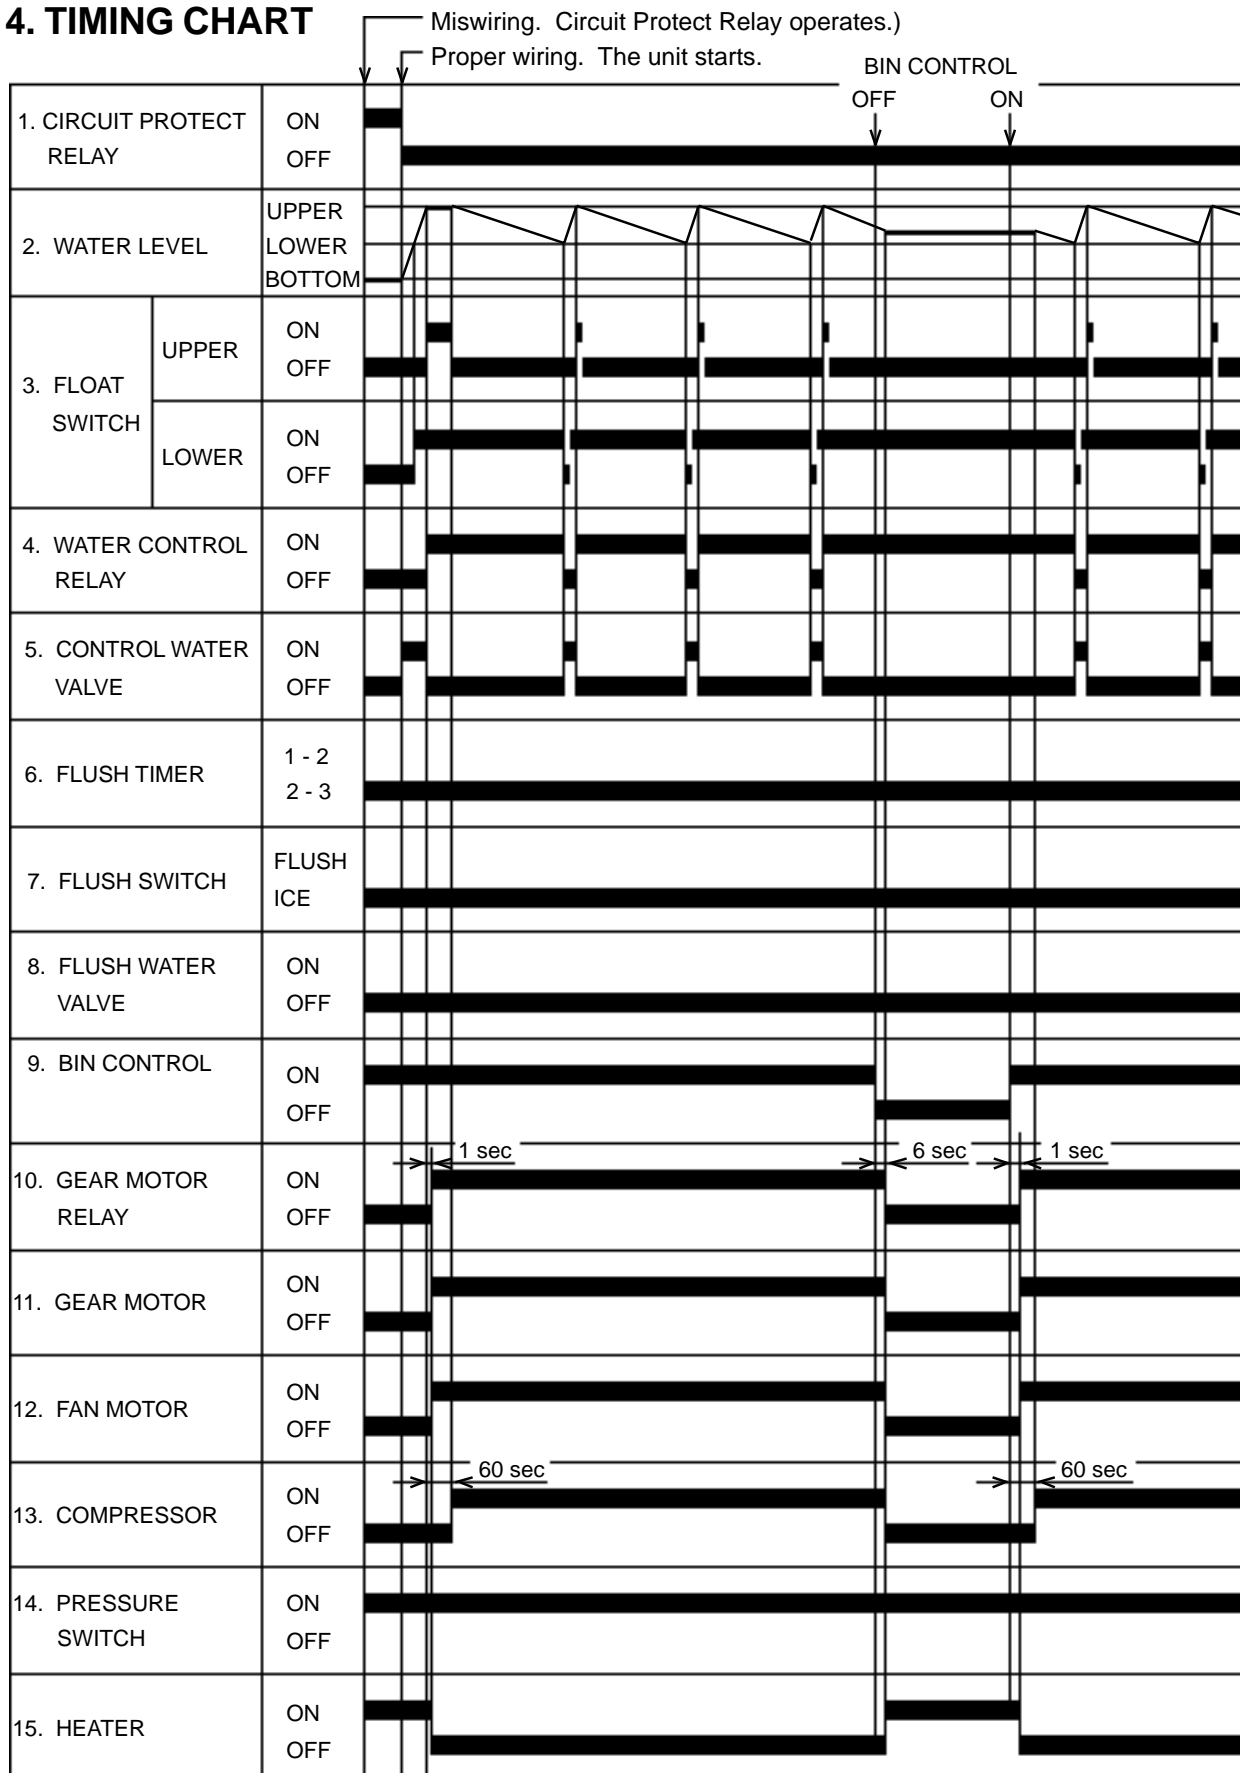 4. TIMING CHART
Miswiring. Circuit Protect Relay operates.)
Proper wiring. The unit starts.
BIN CONTROL
OFF ON
1. CIRCUIT PROTECT
RELAY
ON
OFF
2. WATER LEVEL
UPPER
LOWER
BOTTOM
3. FLOAT
SWITCH
UPPER
ON
OFF
LOWER
ON
OFF
4. WATER CONTROL
RELAY
ON
OFF
5. CONTROL WATER
VALVE
ON
OFF
6. FLUSH TIMER
1 - 2
2 - 3
7. FLUSH SWITCH
FLUSH
ICE
8. FLUSH WATER
VALVE
ON
OFF
9. BIN CONTROL
ON
OFF
1 sec 6 sec 1 sec
10. GEAR MOTOR
RELAY
ON
OFF
11. GEAR MOTOR
ON
OFF
12. FAN MOTOR
ON
OFF
60 sec 60 sec
13. COMPRESSOR
ON
OFF
14. PRESSURE
SWITCH
ON
OFF
15. HEATER
ON
OFF